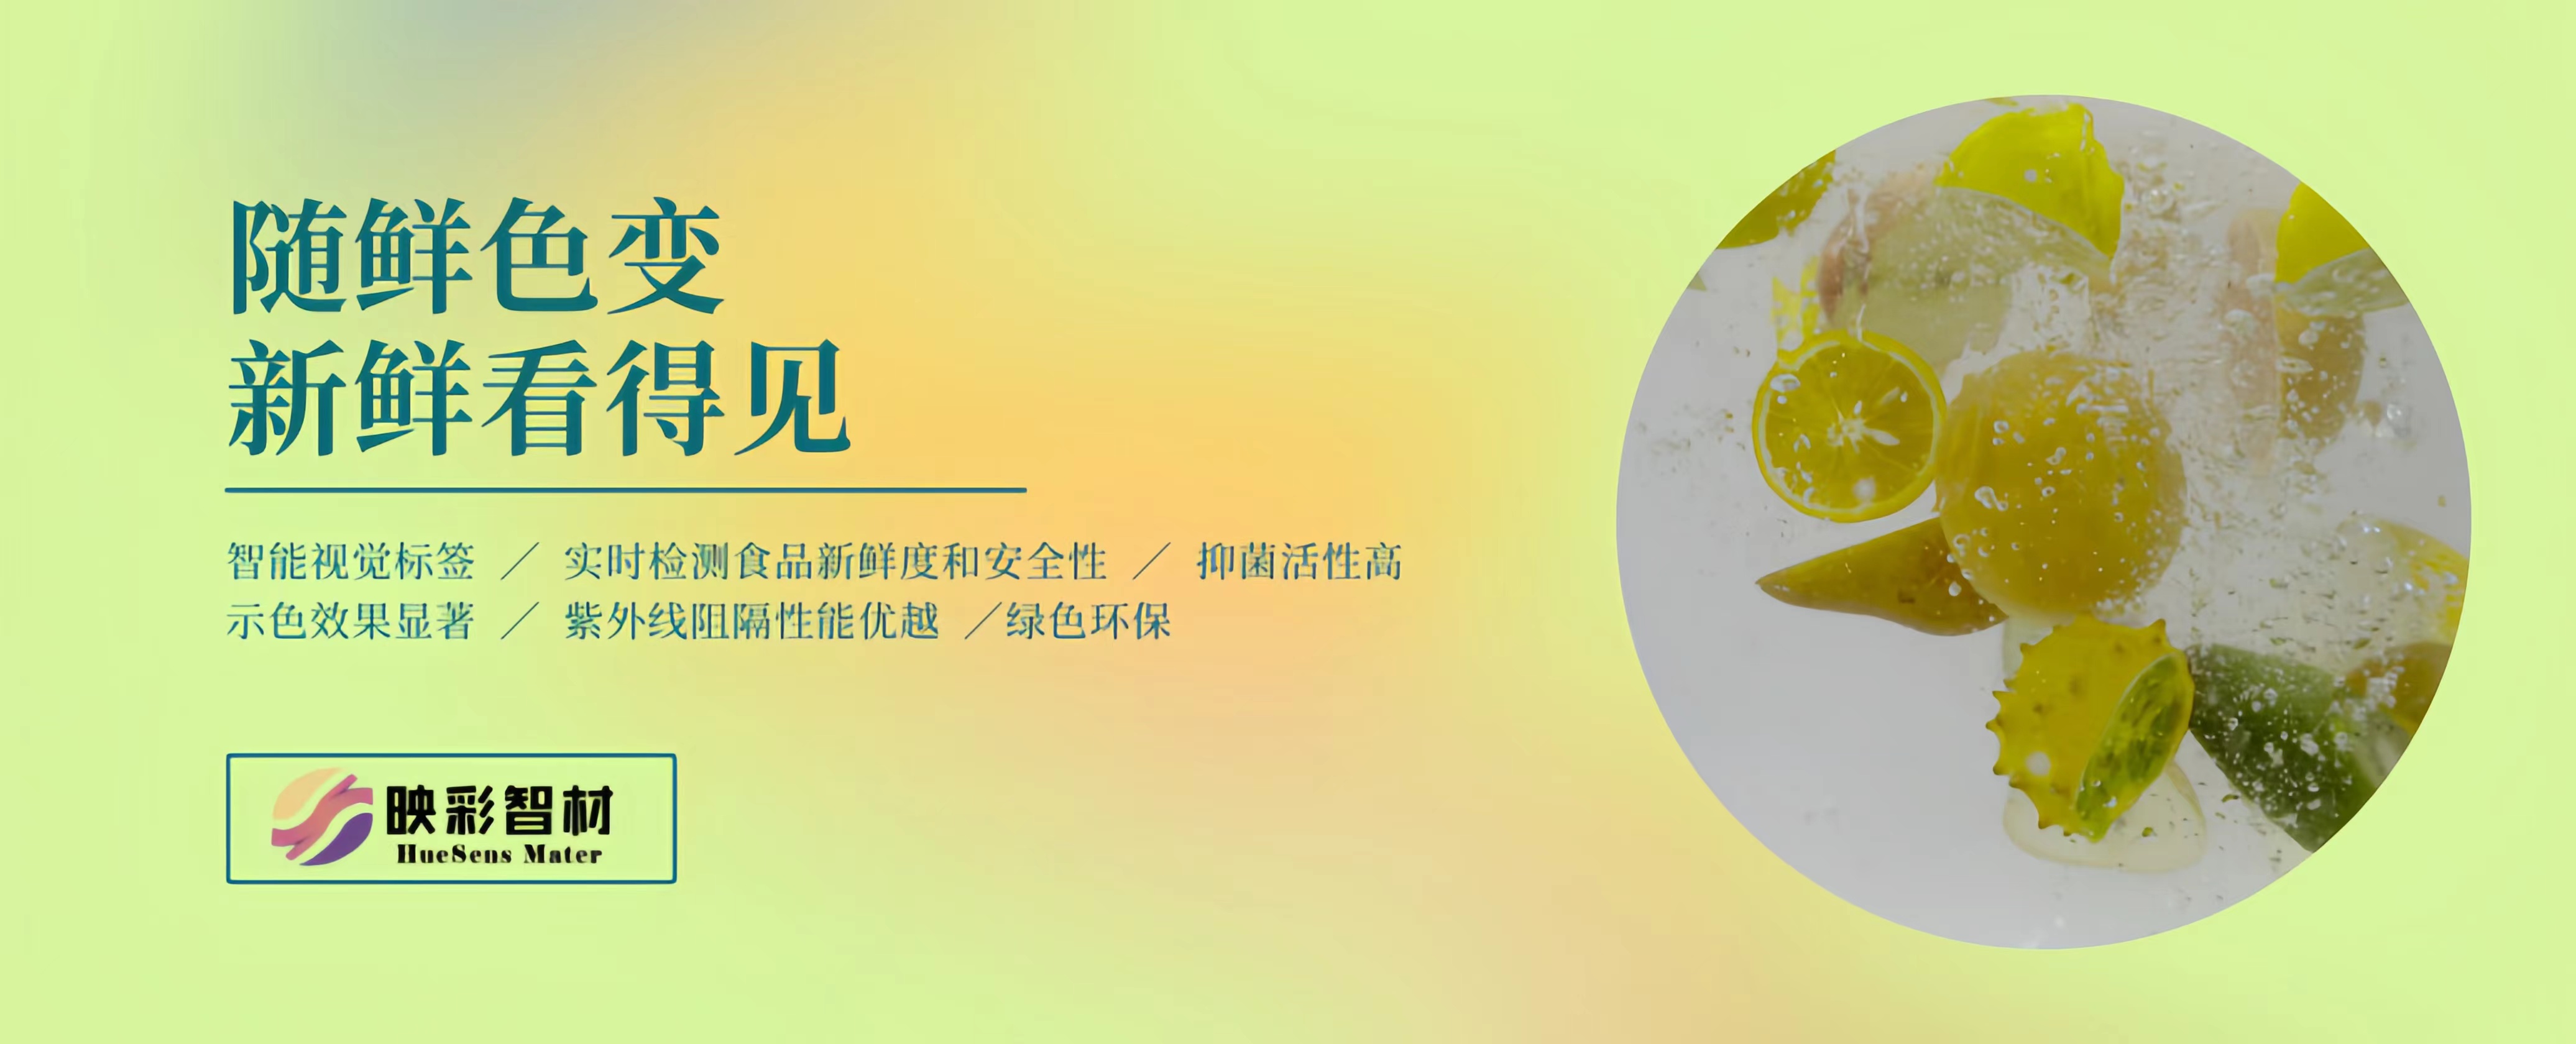 随鲜色变
新鲜看得见
智能视觉标签 ／ 实时检测食品新鲜度和安全性 ／ 抑菌活性高
示色效果显著 ／ 紫外线阻隔性能优越 ／绿色环保
映彩智材
HueSens Mater